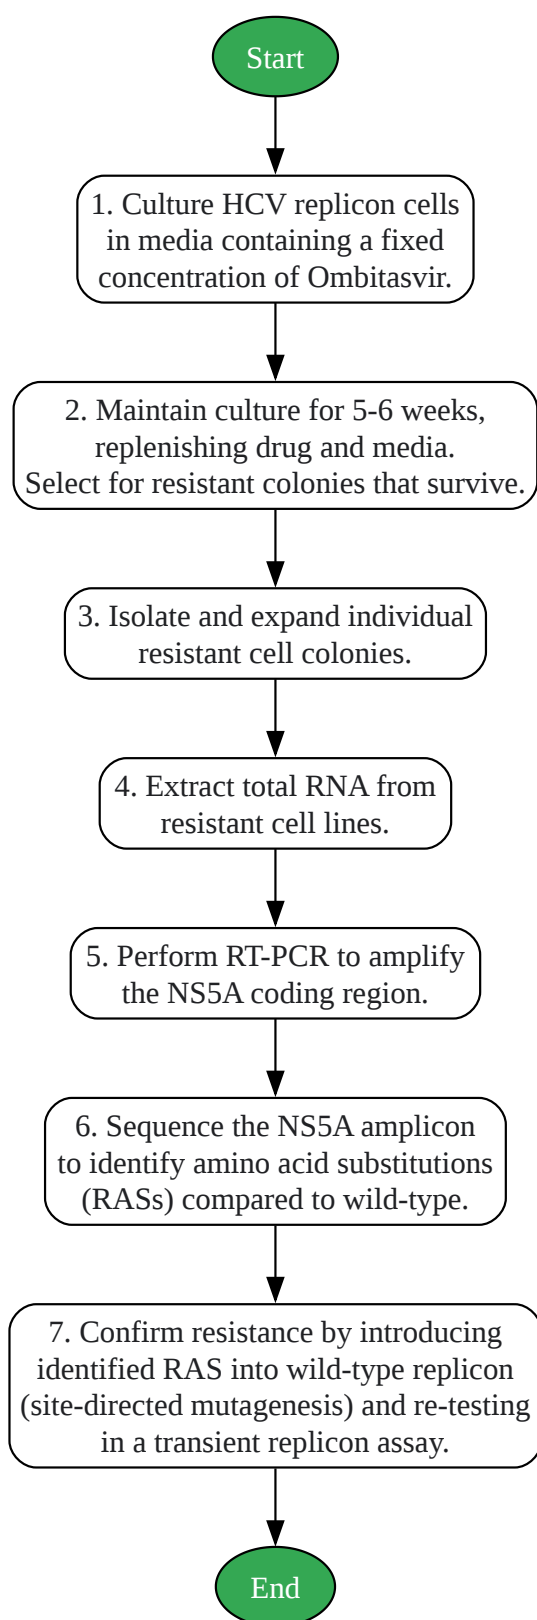 Start
1. Culture HCV replicon cells
in media containing a fixed
concentration of Ombitasvir.
2. Maintain culture for 5-6 weeks,
replenishing drug and media.
Select for resistant colonies that survive.
3. Isolate and expand individual
resistant cell colonies.
4. Extract total RNA from
resistant cell lines.
5. Perform RT-PCR to amplify
the NS5A coding region.
6. Sequence the NS5A amplicon
to identify amino acid substitutions
(RASs) compared to wild-type.
7. Confirm resistance by introducing
identified RAS into wild-type replicon
(site-directed mutagenesis) and re-testing
in a transient replicon assay.
End